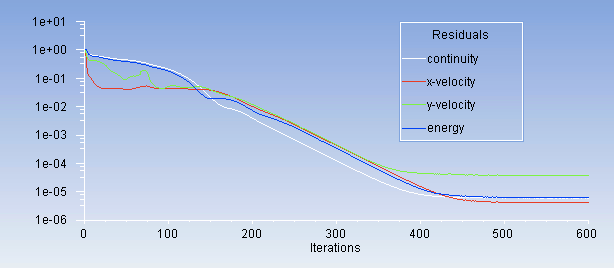 Residuals
continuity
x-velocity
y-velocity
energy
1e+01
1e+00
1e-01
1e-02
1e-03
1e-04
1e-05
1e-06
0 100 200 300 400 500 600
Iterations